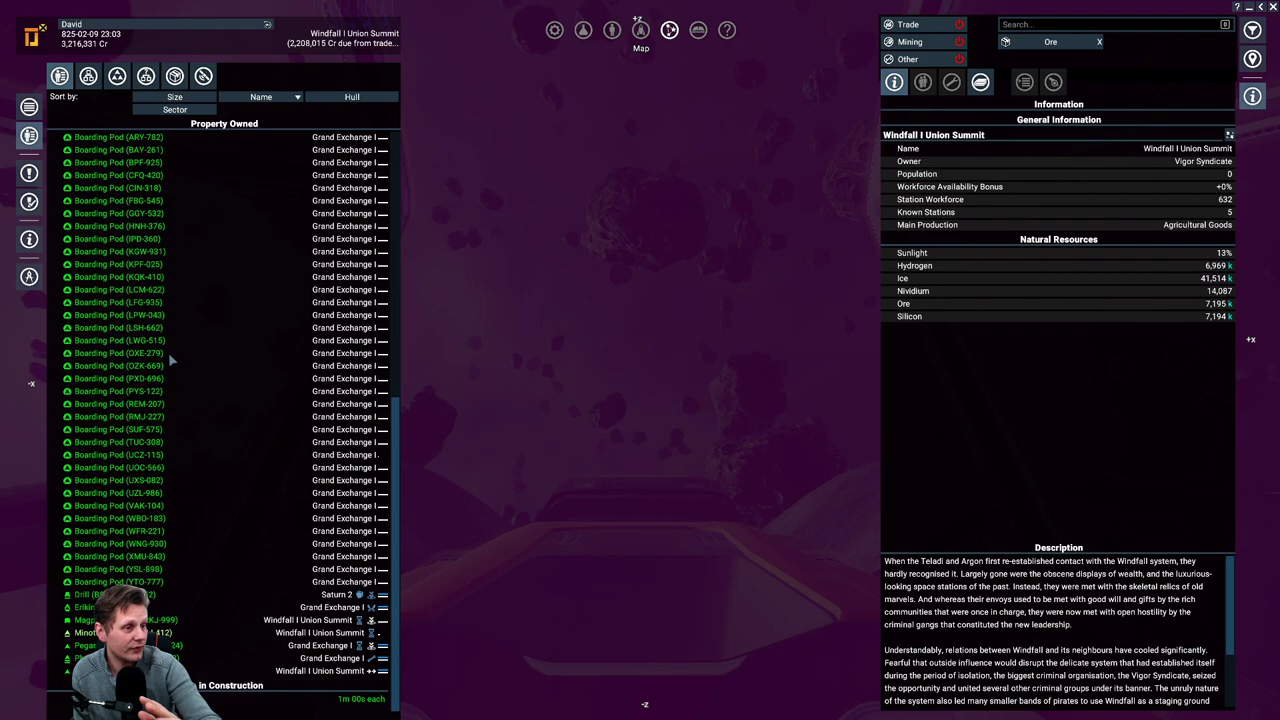 David
825-02-09 23:03
3,216,331 Cr
Windfall I Union Summit
(2,208,015 Cr due from trade...
+z
Map
Sort by:
Size
Name
Hull
Sector
Property Owned
Boarding Pod (ARY-782) Grand Exchange I
Boarding Pod (BAY-261) Grand Exchange I
Boarding Pod (BPF-925) Grand Exchange I
Boarding Pod (CFQ-420) Grand Exchange I
Boarding Pod (CIN-318) Grand Exchange I
Boarding Pod (FBG-545) Grand Exchange I
Boarding Pod (GGY-532) Grand Exchange I
Boarding Pod (HNH-376) Grand Exchange I
Boarding Pod (IPD-360) Grand Exchange I
Boarding Pod (KGW-931) Grand Exchange I
Boarding Pod (KPF-025) Grand Exchange I
Boarding Pod (KQK-410) Grand Exchange I
Boarding Pod (LCM-622) Grand Exchange I
Boarding Pod (LFG-935) Grand Exchange I
Boarding Pod (LPW-043) Grand Exchange I
Boarding Pod (LSH-662) Grand Exchange I
Boarding Pod (LWG-515) Grand Exchange I
Boarding Pod (OXE-279) Grand Exchange I
Boarding Pod (OZK-669) Grand Exchange I
Boarding Pod (PXD-696) Grand Exchange I
Boarding Pod (PYS-122) Grand Exchange I
Boarding Pod (REM-207) Grand Exchange I
Boarding Pod (RMJ-227) Grand Exchange I
Boarding Pod (SUF-575) Grand Exchange I
Boarding Pod (TUC-308) Grand Exchange I
Boarding Pod (UCZ-115) Grand Exchange I
Boarding Pod (UOC-566) Grand Exchange I
Boarding Pod (UXS-082) Grand Exchange I
Boarding Pod (UZL-986) Grand Exchange I
Boarding Pod (VAK-104) Grand Exchange I
Boarding Pod (WBO-183) Grand Exchange I
Boarding Pod (WFR-221) Grand Exchange I
Boarding Pod (WNG-930) Grand Exchange I
Boarding Pod (XMU-843) Grand Exchange I
Boarding Pod (YSL-898) Grand Exchange I
Boarding Pod (YTO-777) Grand Exchange I
Drill Saturn 2
Grand Exchange I
KJ-999) Windfall I Union Summit
412) Windfall I Union Summit
24) Grand Exchange I
Grand Exchange I
Windfall I Union Summit
in Construction
1m 00s each
-x
+x
-z
Trade
Mining
Other
Search...
Ore X
Information
General Information
Windfall I Union Summit
Name Windfall I Union Summit
Owner Vigor Syndicate
Population 0
Workforce Availability Bonus +0%
Station Workforce 632
Known Stations 5
Main Production Agricultural Goods
Natural Resources
Sunlight 13%
Hydrogen 6,969 k
Ice 41,514 k
Nividium 14,087
Ore 7,195 k
Silicon 7,194 k
Description
When the Teladi and Argon first re-established contact with the Windfall system, they
hardly recognised it. Largely gone were the obscene displays of wealth, and the luxurious-
looking space stations of the past. Instead, they were met with the skeletal relics of old
marvels. And whereas their envoys used to be met with good will and gifts by the rich
communities that were once in charge, they were now met with open hostility by the
criminal gangs that constituted the new leadership.
Understandably, relations between Windfall and its neighbours have cooled significantly.
Fearful that outside influence would disrupt the delicate system that had established itself
during the period of isolation, the biggest criminal organisation, the Vigor Syndicate, seized
the opportunity and united several other criminal groups under its banner. The unruly nature
of the system also led many smaller bands of pirates to use Windfall as a staging ground